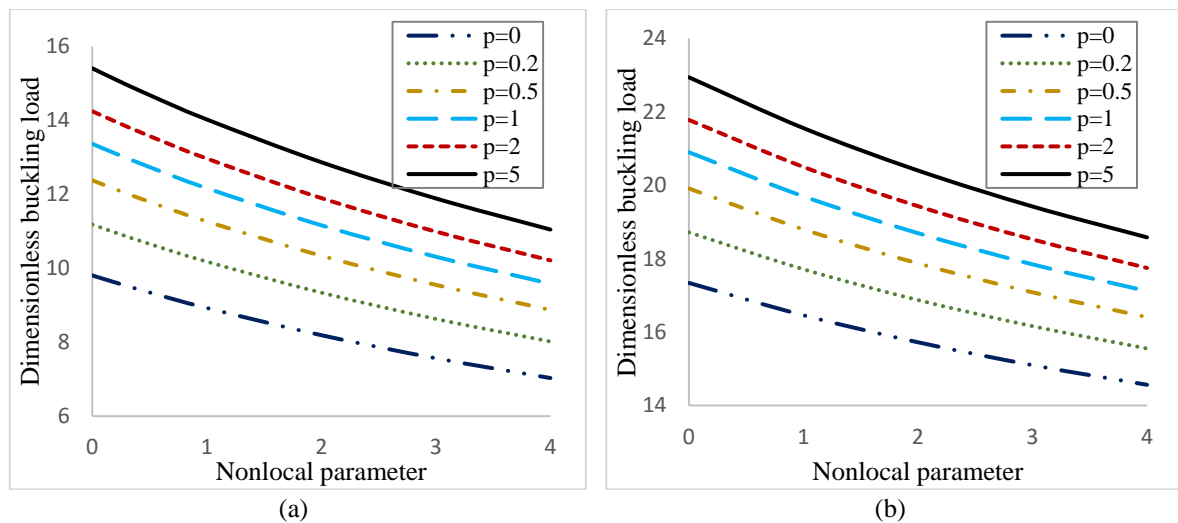 Dimensionless buckling load
16
14
12
10
8
6
0 1 2 3 4
Nonlocal parameter
p=0
p=0.2
p=0.5
p=1
p=2
p=5
(a)
Dimensionless buckling load
24
22
20
18
16
14
0 1 2 3 4
Nonlocal parameter
p=0
p=0.2
p=0.5
p=1
p=2
p=5
(b)